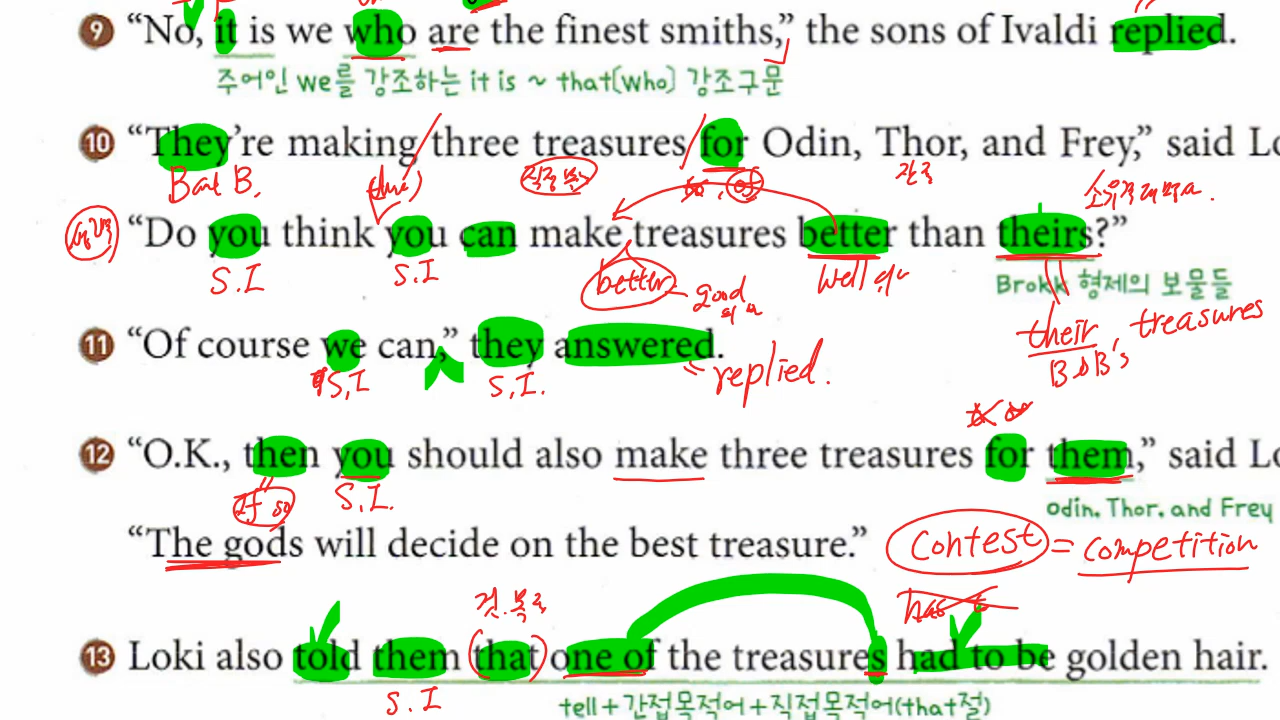 9 “No, it is we who are the finest smiths,” the sons of Ivaldi replied.
주어인 we를 강조하는 it is ~ that(who) 강조구문
10 “They’re making three treasures for Odin, Thor, and Frey,” said Lo
S.I
S.I
“Do you think you can make treasures better than theirs?”
better
good
well
Brokk 형제의 보물들
their treasures
11 “Of course we can,” they answered.
S,I
S,I.
replied.
12 “O.K., then you should also make three treasures for them,” said Lo
If so
S,I.
Odin, Thor, and Frey
“The gods will decide on the best treasure.”
Contest = competition
13 Loki also told them that one of the treasures had to be golden hair.
S.I
tell+간접목적어+직접목적어(that절)